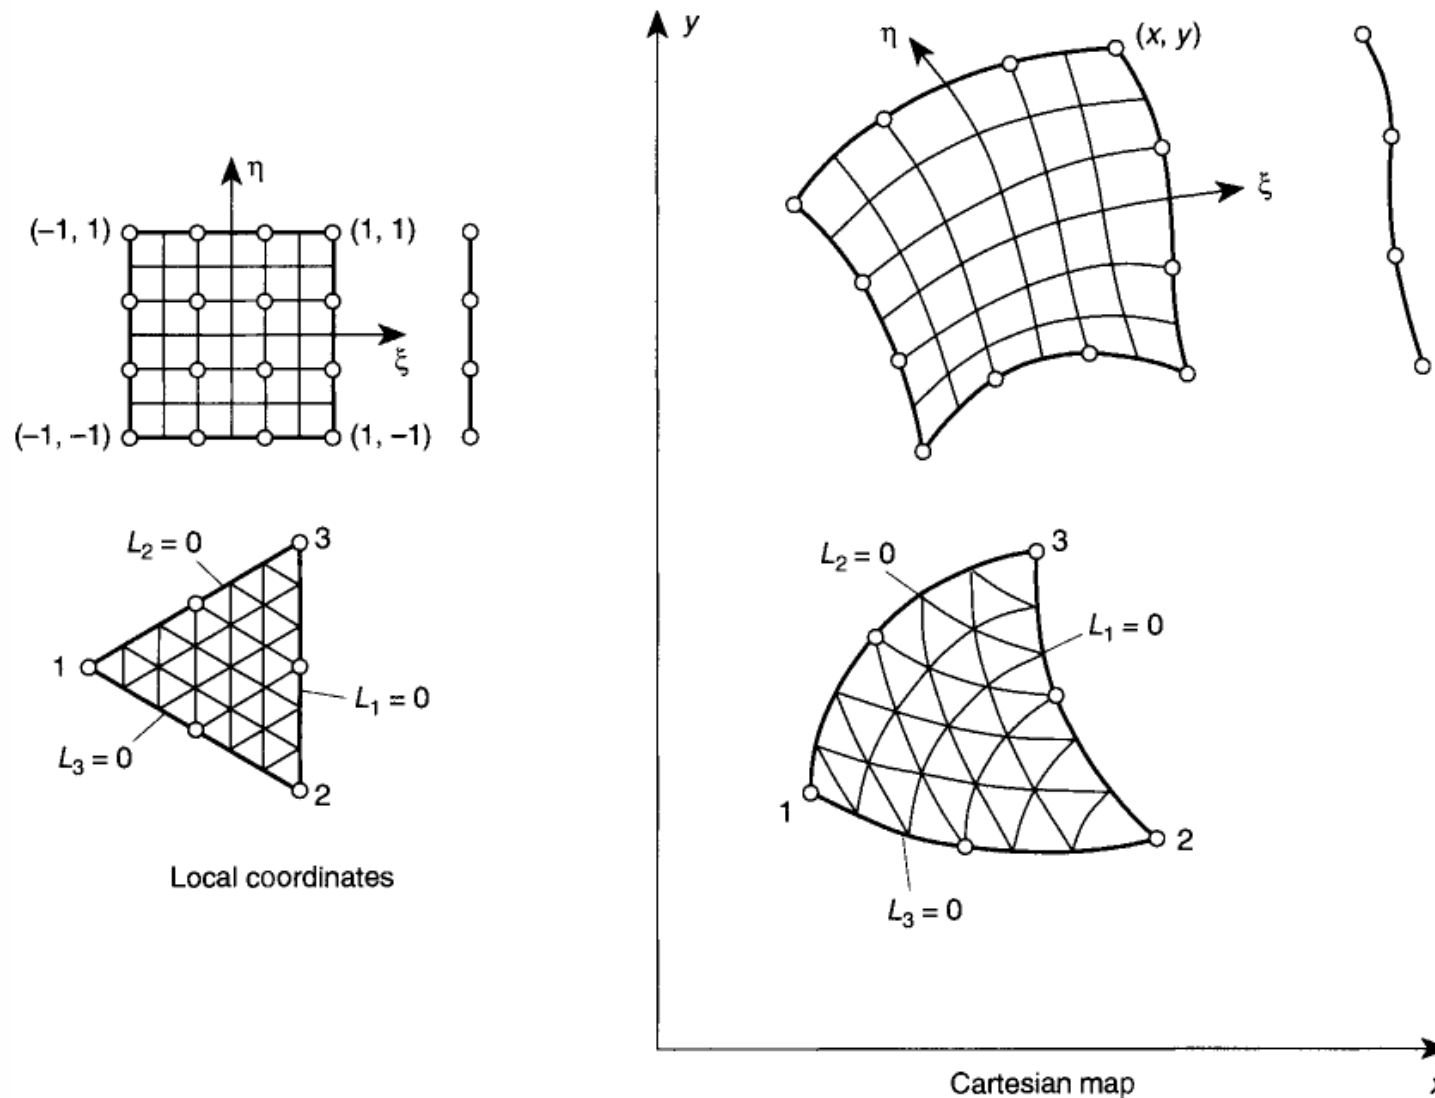 η
(−1, 1)
(1, 1)
ξ
(−1, −1)
(1, −1)
L2 = 0
3
1
L1 = 0
L3 = 0
2
Local coordinates
y
η
(x, y)
ξ
L2 = 0
3
L1 = 0
1
2
L3 = 0
Cartesian map